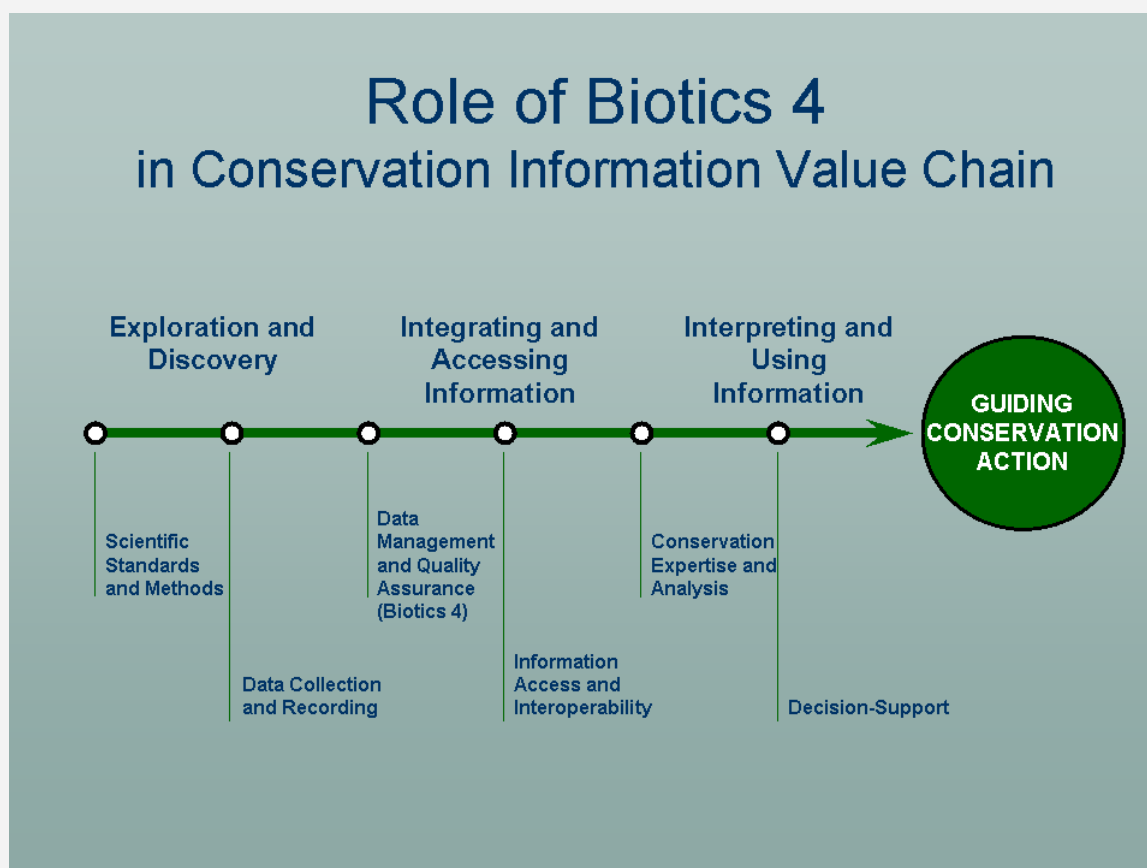 Role of Biotics 4
in Conservation Information Value Chain
Exploration and
Discovery
Integrating and
Accessing
Information
Interpreting and
Using
Information
GUIDING
CONSERVATION
ACTION
Scientific
Standards
and Methods
Data Collection
and Recording
Data
Management
and Quality
Assurance
(Biotics 4)
Information
Access and
Interoperability
Conservation
Expertise and
Analysis
Decision-Support